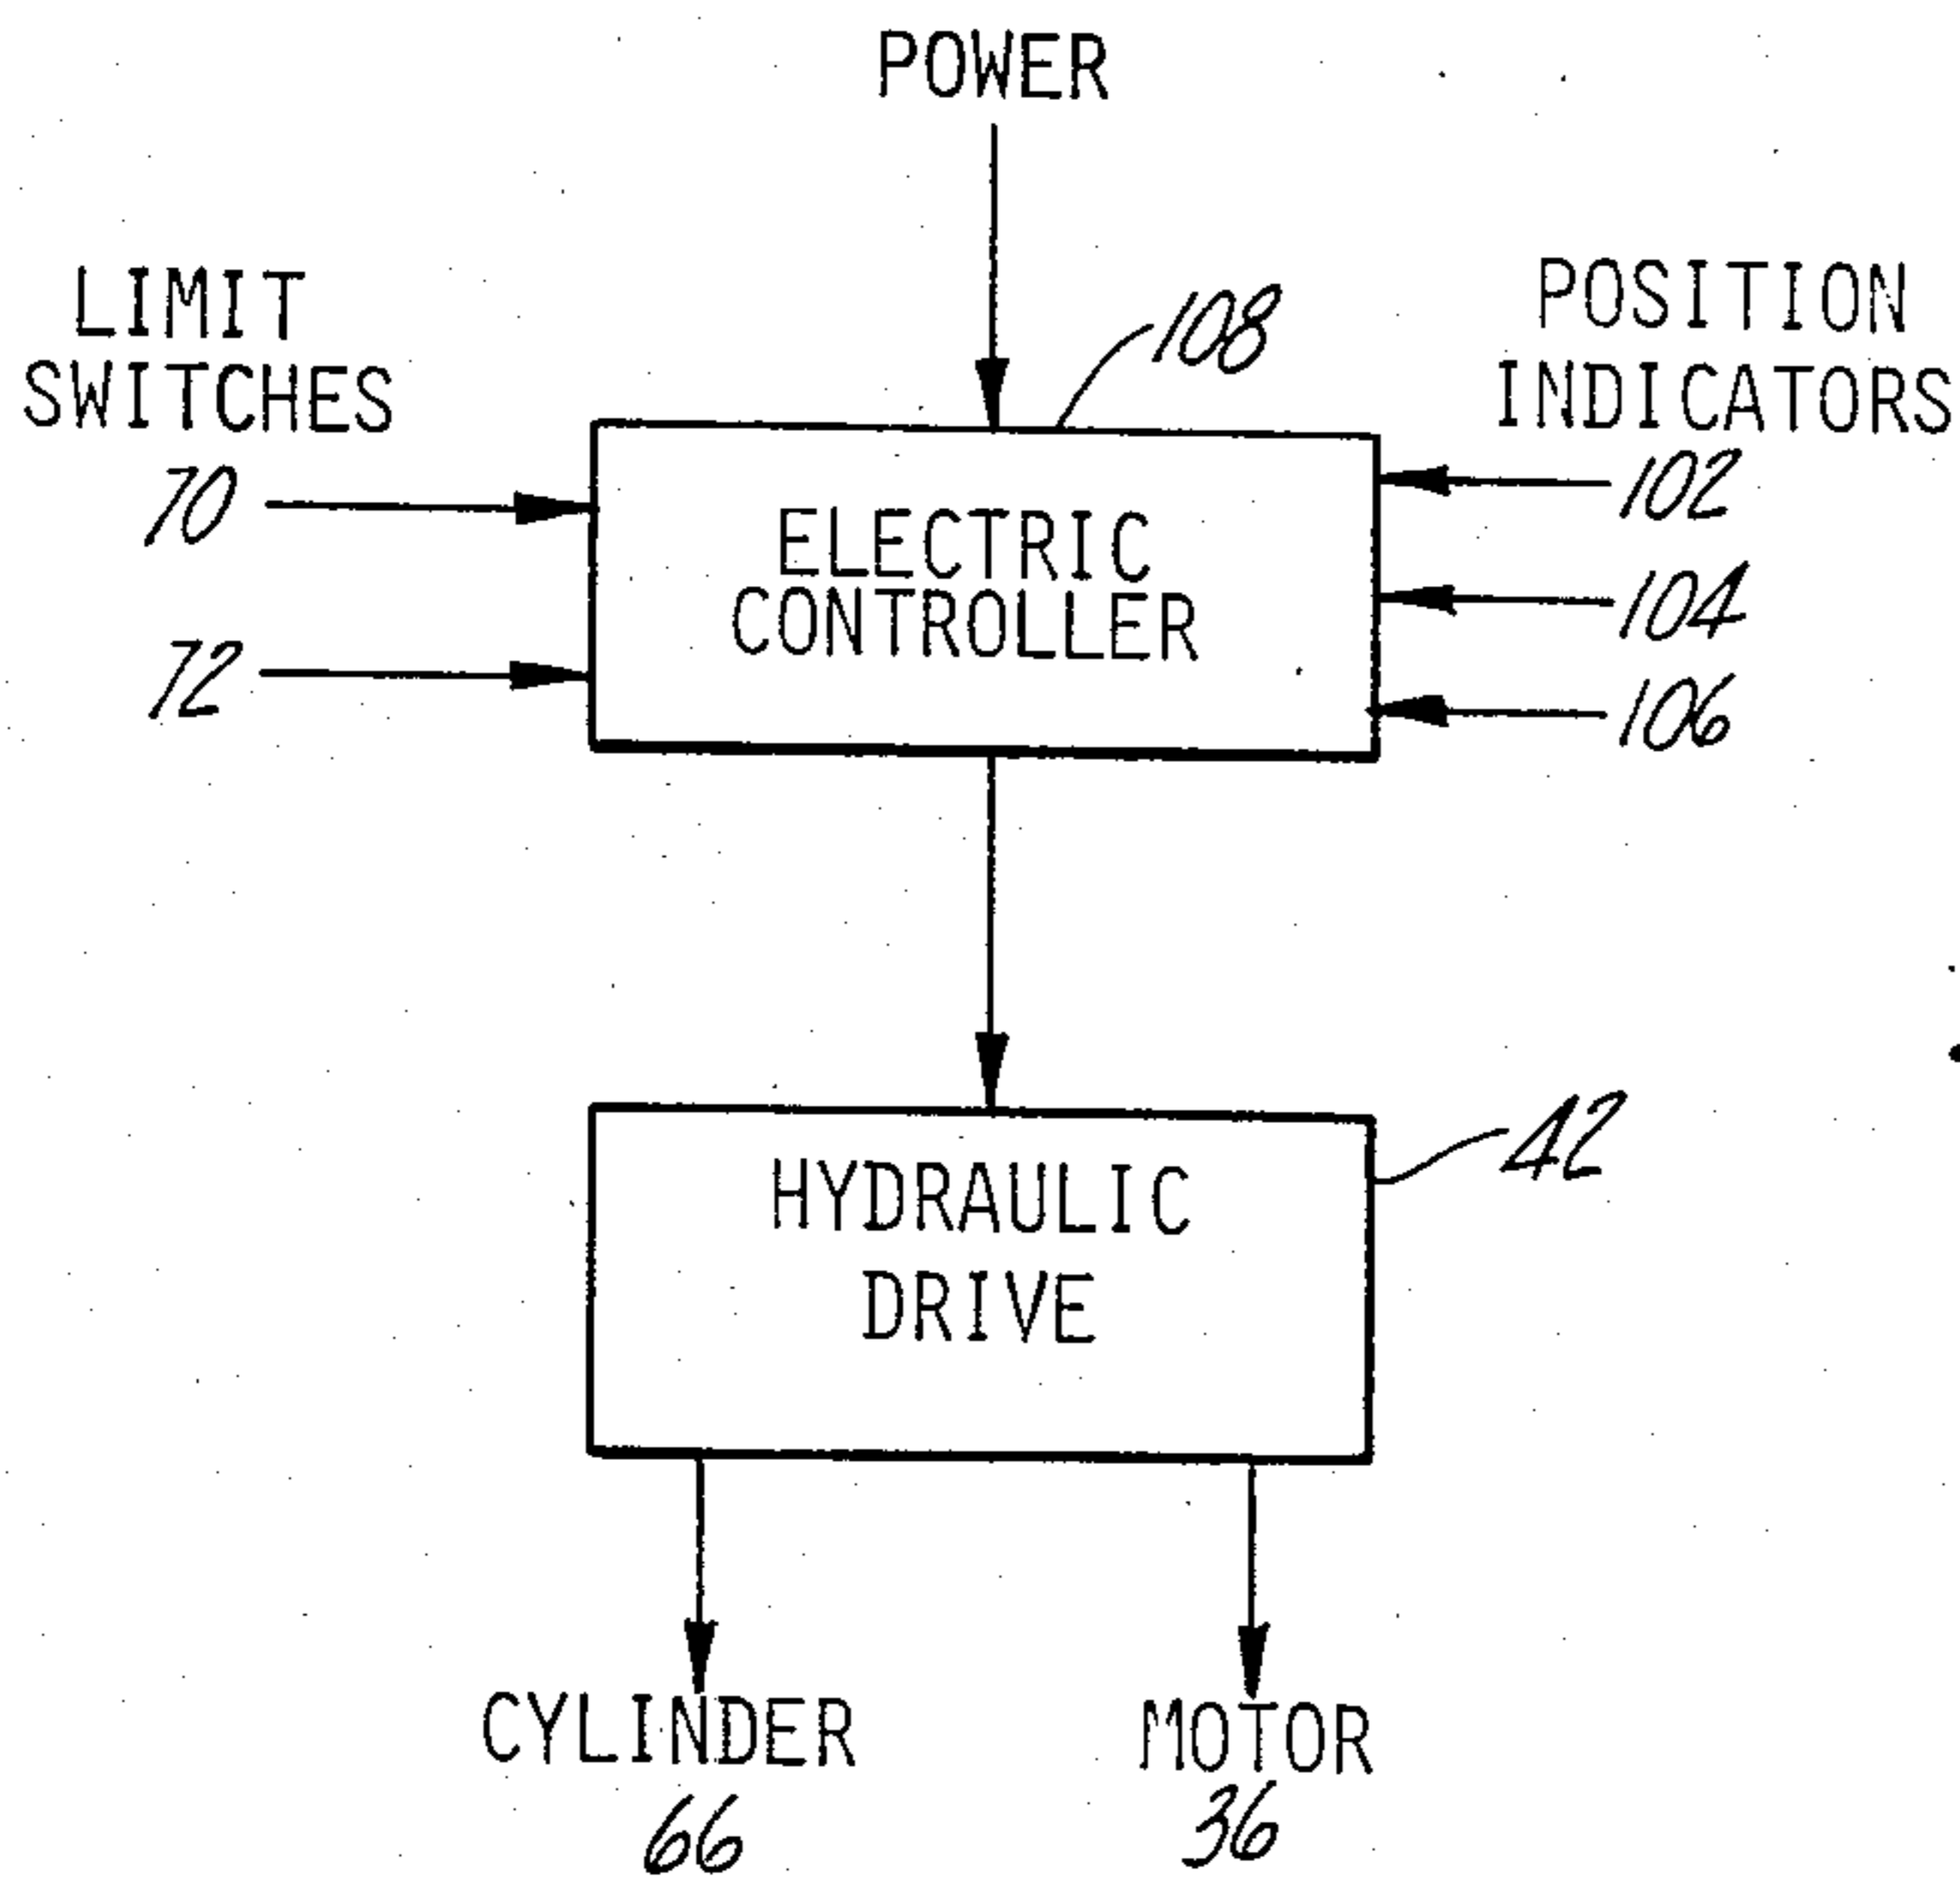 POWER
108
LIMIT
SWITCHES
70
72
POSITION
INDICATORS
102
104
106
ELECTRIC
CONTROLLER
HYDRAULIC
DRIVE
42
CYLINDER
66
MOTOR
36